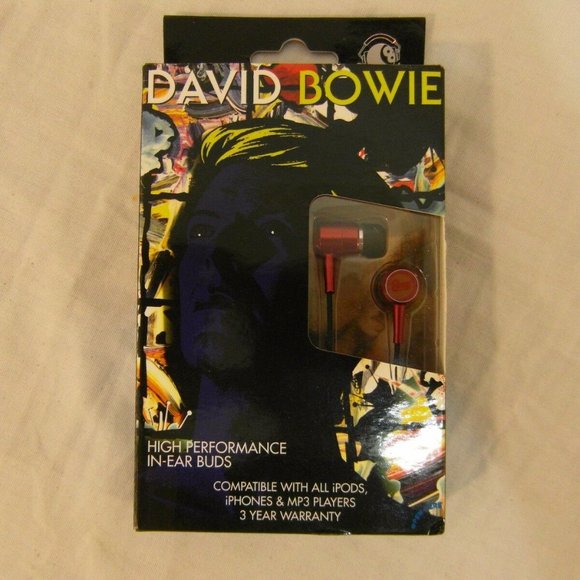 DAVID BOWIE
HIGH PERFORMANCE
IN-EAR BUDS
COMPATIBLE WITH ALL iPODS,
iPHONES & MP3 PLAYERS
3 YEAR WARRANTY